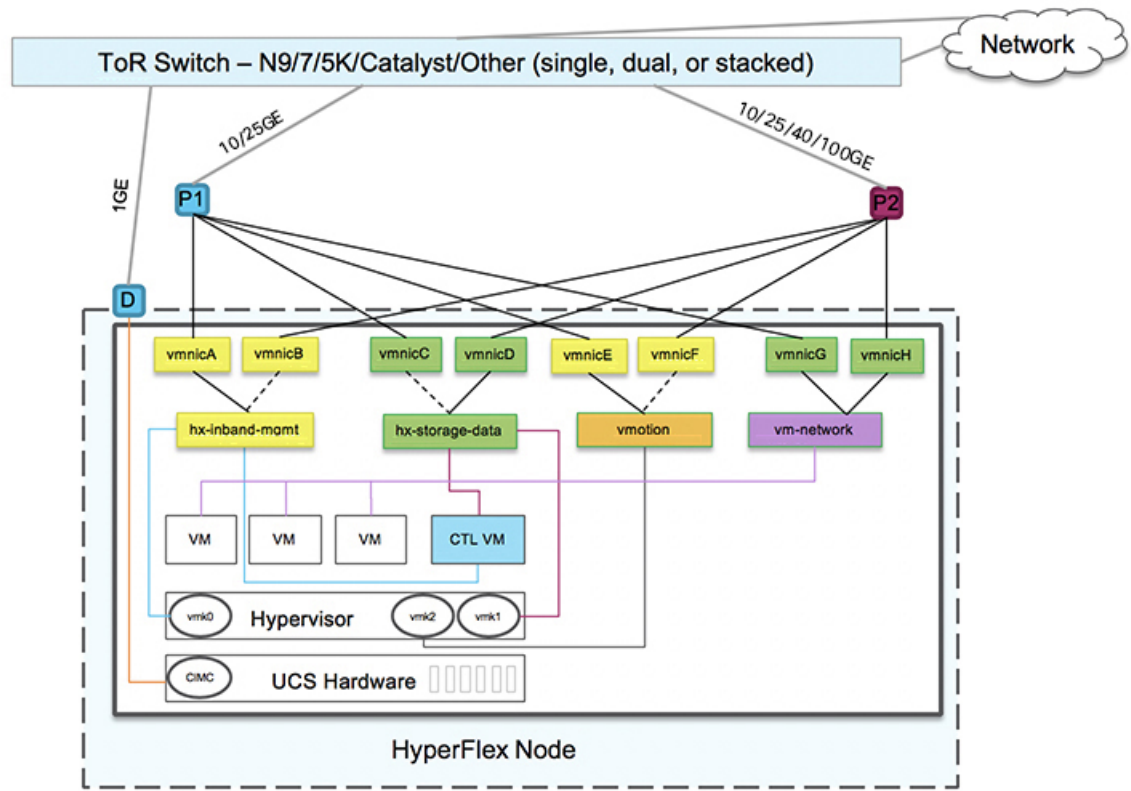 Network
ToR Switch – N9/7/5K/Catalyst/Other (single, dual, or stacked)
1GE
10/25GE
10/25/40/100GE
P1
P2
D
vmnicA
vmnicB
vmnicC
vmnicD
vmnicE
vmnicF
vmnicG
vmnicH
hx-inband-mgmt
hx-storage-data
vmotion
vm-network
VM
VM
VM
CTL VM
vmk0
Hypervisor
vmk2
vmk1
CIMC
UCS Hardware
HyperFlex Node